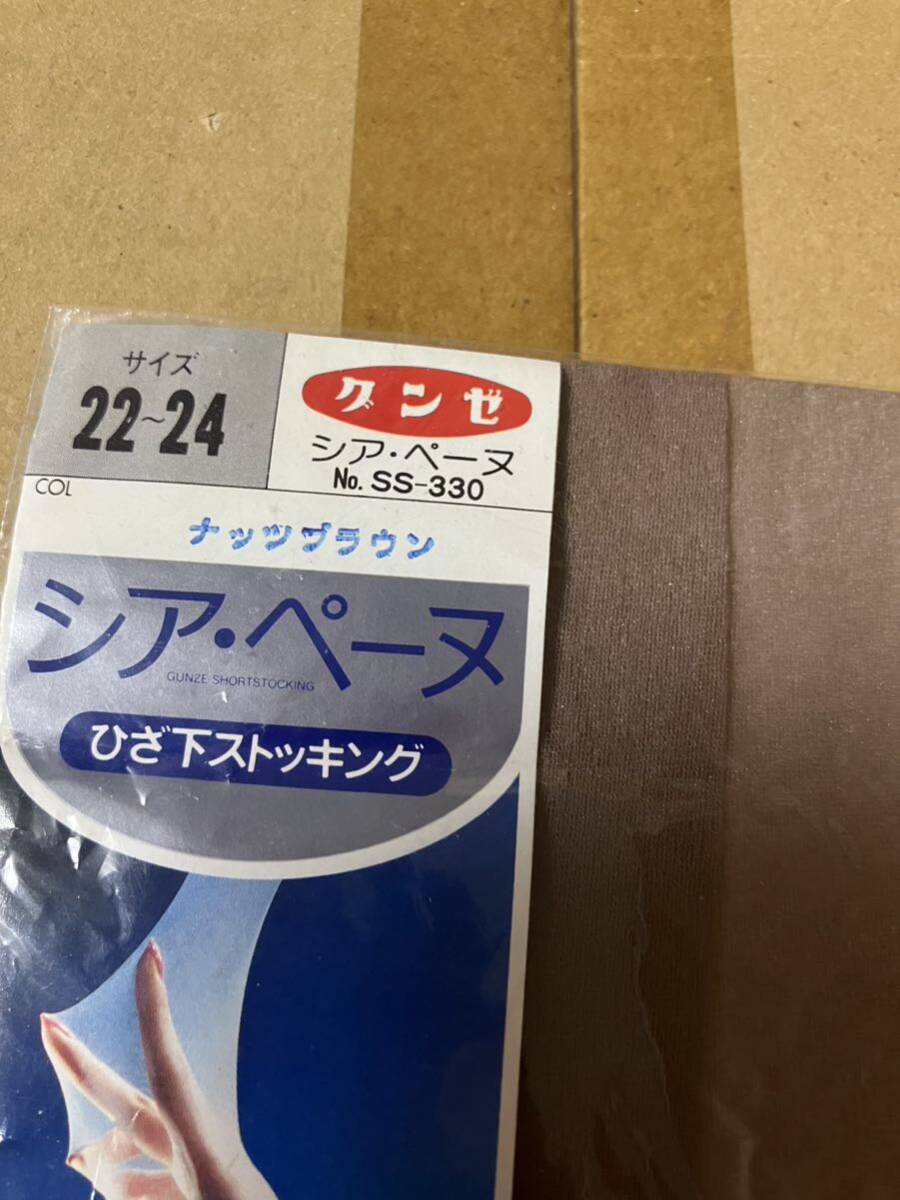 サイズ
22~24
グンゼ
シア・ペーヌ
No. SS-330
COL
ナッツブラウン
シア・ペーヌ
GUNZE SHORTSTOCKING
ひざ下ストッキング